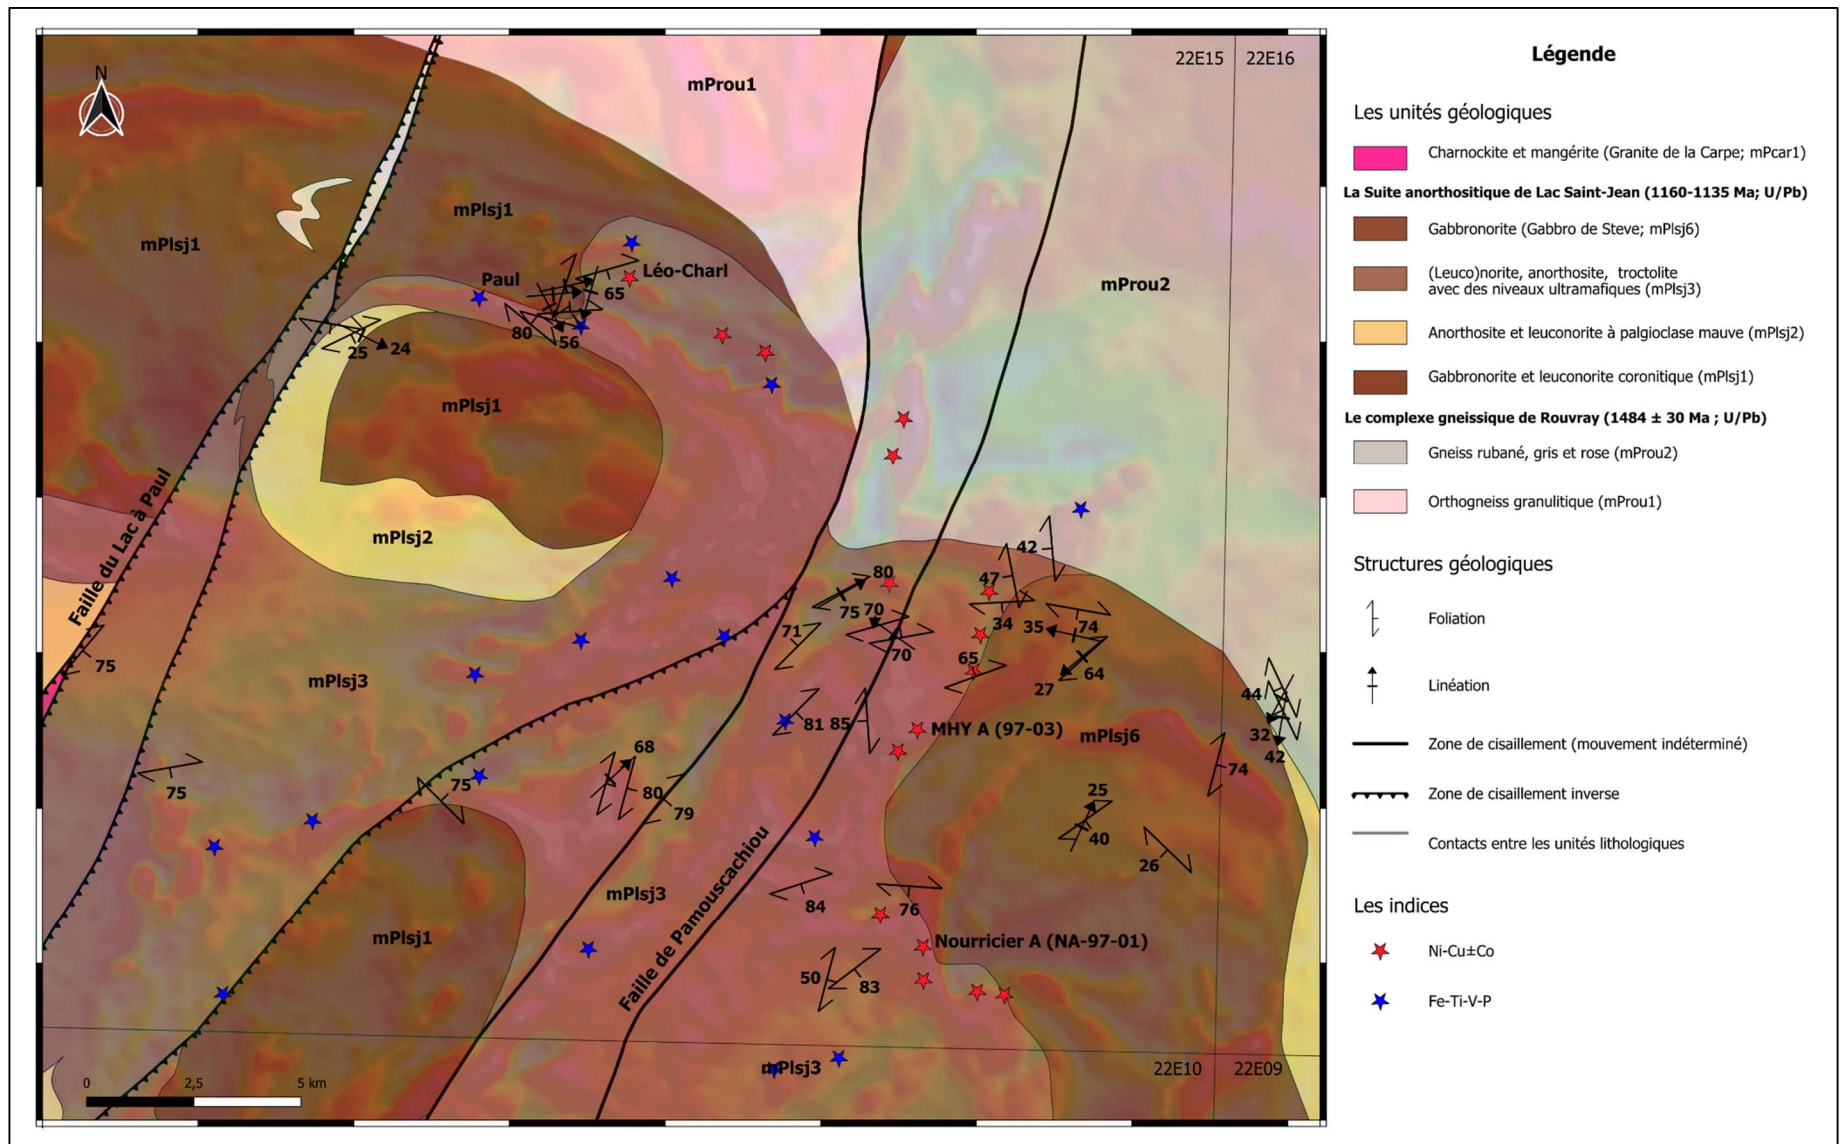 22E15
22E16
N
mProu1
mPlsj1
mPlsj1
mProu2
Paul
Léo-Charl
65
80
56
25
24
mPlsj1
Faille du Lac à Paul
mPlsj2
42
47
80
75
70
34
35
74
71
70
65
64
27
75
mPlsj3
44
81
85
MHY A (97-03)
mPlsj6
32
42
68
74
75
75
80
79
25
40
26
Faille de Pamouscachiou
mPlsj3
84
76
mPlsj1
Nourricier A (NA-97-01)
50
83
mPlsj3
22E10
22E09
0
2,5
5 km
Légende
Les unités géologiques
Charnockite et mangérite (Granite de la Carpe; mPcar1)
La Suite anorthositique de Lac Saint-Jean (1160-1135 Ma; U/Pb)
Gabbronorite (Gabbro de Steve; mPlsj6)
(Leuco)norite, anorthosite, troctolite
avec des niveaux ultramafiques (mPlsj3)
Anorthosite et leuconorite à palgioclase mauve (mPlsj2)
Gabbronorite et leuconorite coronitique (mPlsj1)
Le complexe gneissique de Rouvray (1484 ± 30 Ma ; U/Pb)
Gneiss rubané, gris et rose (mProu2)
Orthogneiss granulitique (mProu1)
Structures géologiques
Foliation
Linéation
Zone de cisaillement (mouvement indéterminé)
Zone de cisaillement inverse
Contacts entre les unités lithologiques
Les indices
Ni-Cu±Co
Fe-Ti-V-P